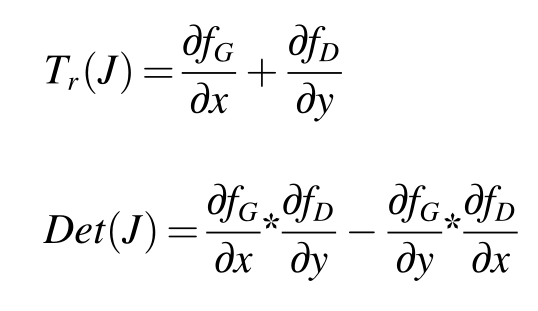 T_r(J) = ∂f_G/∂x + ∂f_D/∂y
Det(J) = ∂f_G/∂x * ∂f_D/∂y − ∂f_G/∂y * ∂f_D/∂x